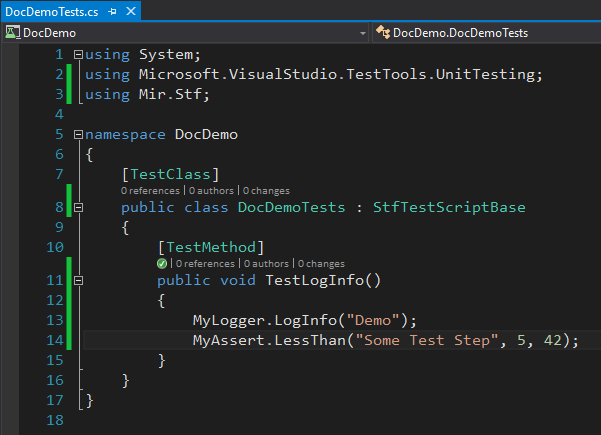 DocDemoTests.cs
DocDemo DocDemo.DocDemoTests
1 using System;
2 using Microsoft.VisualStudio.TestTools.UnitTesting;
3 using Mir.Stf;
4
5 namespace DocDemo
6 {
7 [TestClass]
0 references | 0 authors | 0 changes
8 public class DocDemoTests : StfTestScriptBase
9 {
10 [TestMethod]
| 0 references | 0 authors | 0 changes
11 public void TestLogInfo()
12 {
13 MyLogger.LogInfo("Demo");
14 MyAssert.LessThan("Some Test Step", 5, 42);
15 }
16 }
17 }
18